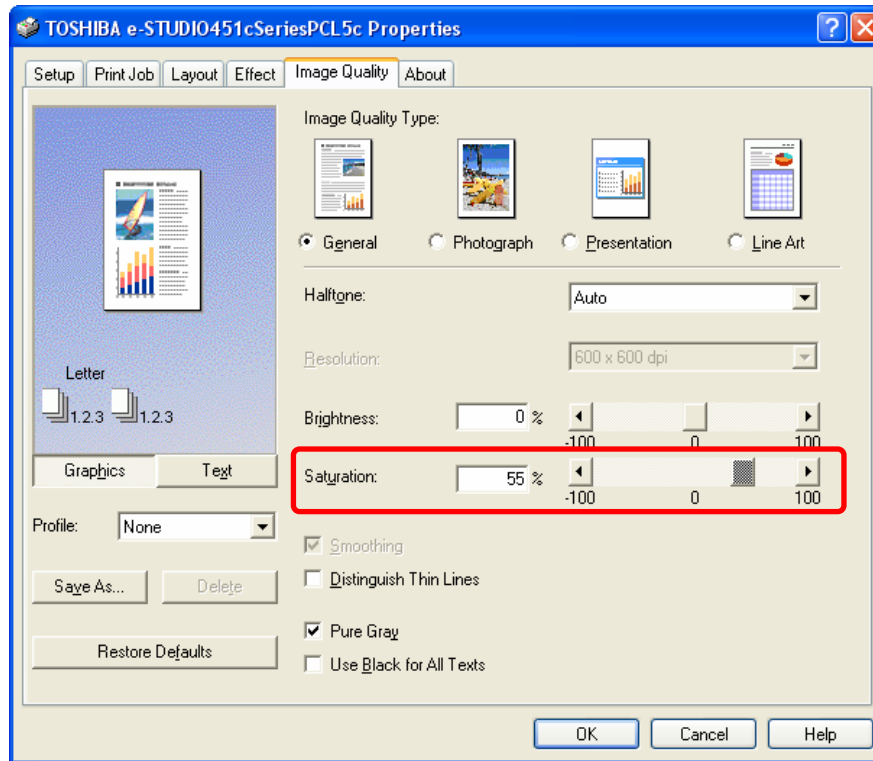 TOSHIBA e-STUDIO451cSeriesPCL5c Properties
Setup Print Job Layout Effect Image Quality About
Image Quality Type:
General Photograph Presentation Line Art
Halftone: Auto
Resolution: 600 x 600 dpi
Letter
1.2.3 1.2.3
Brightness: 0 %
-100 0 100
Graphics Text
Saturation: 55 %
-100 0 100
Profile: None
Smoothing
Save As... Delete
Distinguish Thin Lines
Pure Gray
Restore Defaults
Use Black for All Texts
OK Cancel Help